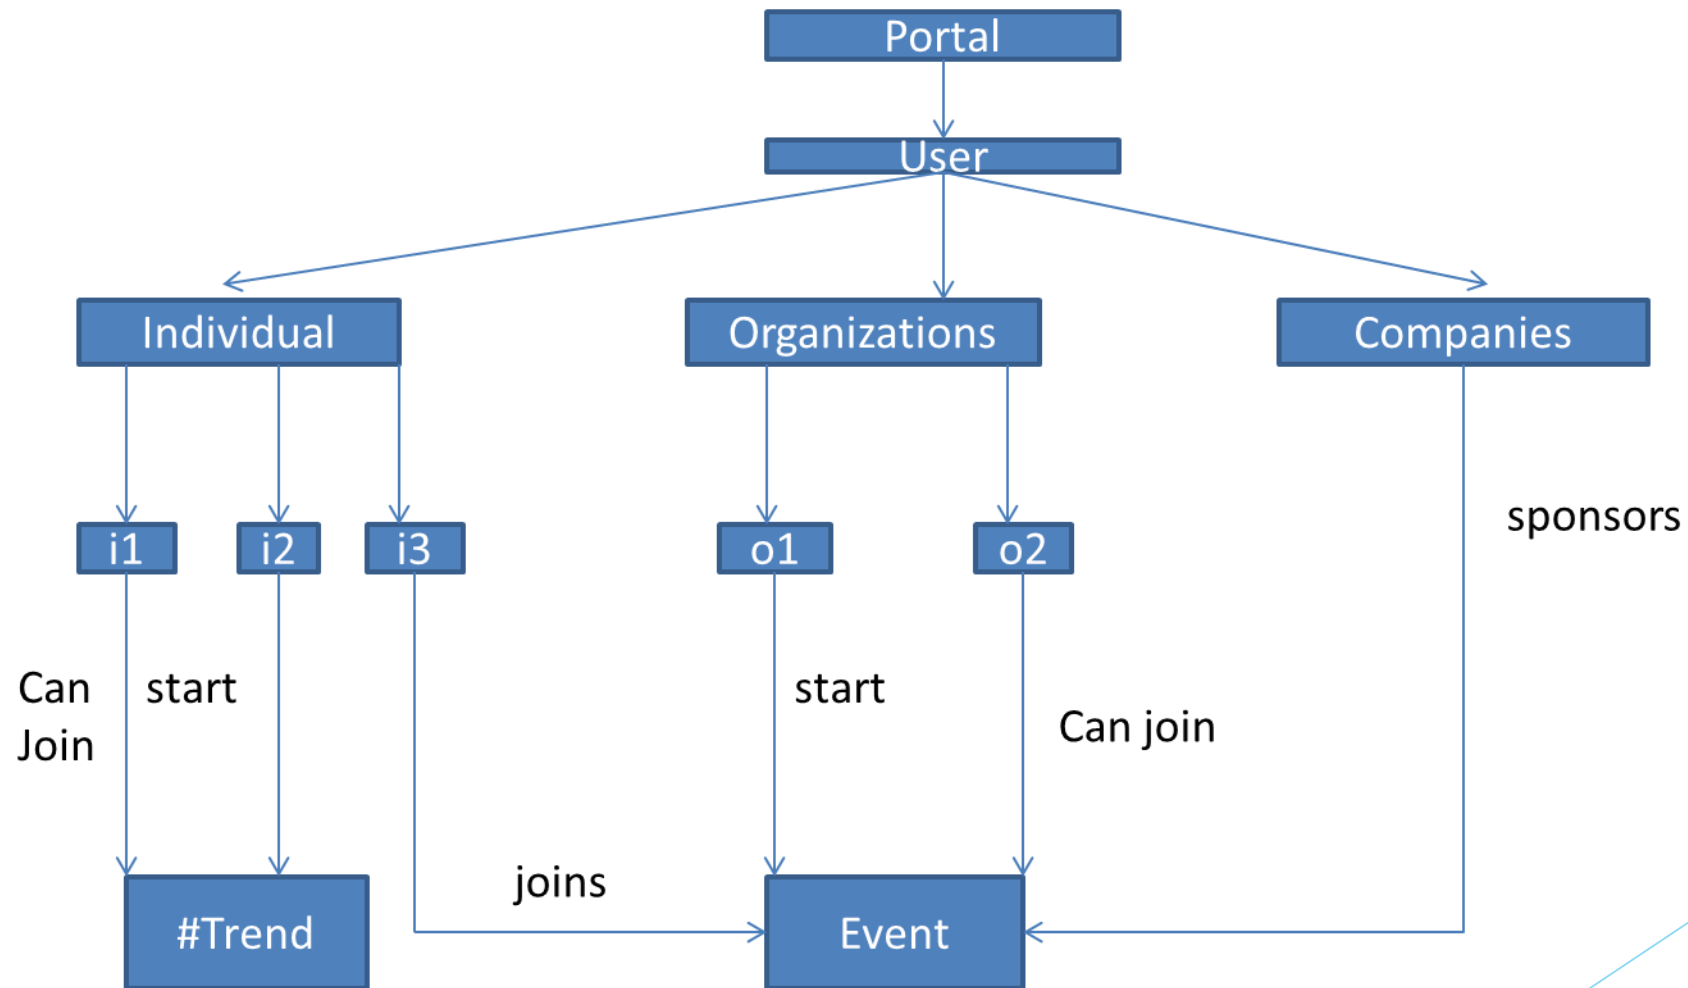 Portal
User
Individual
Organizations
Companies
sponsors
i1
i2
i3
o1
o2
Can
Join
start
start
Can join
joins
#Trend
Event